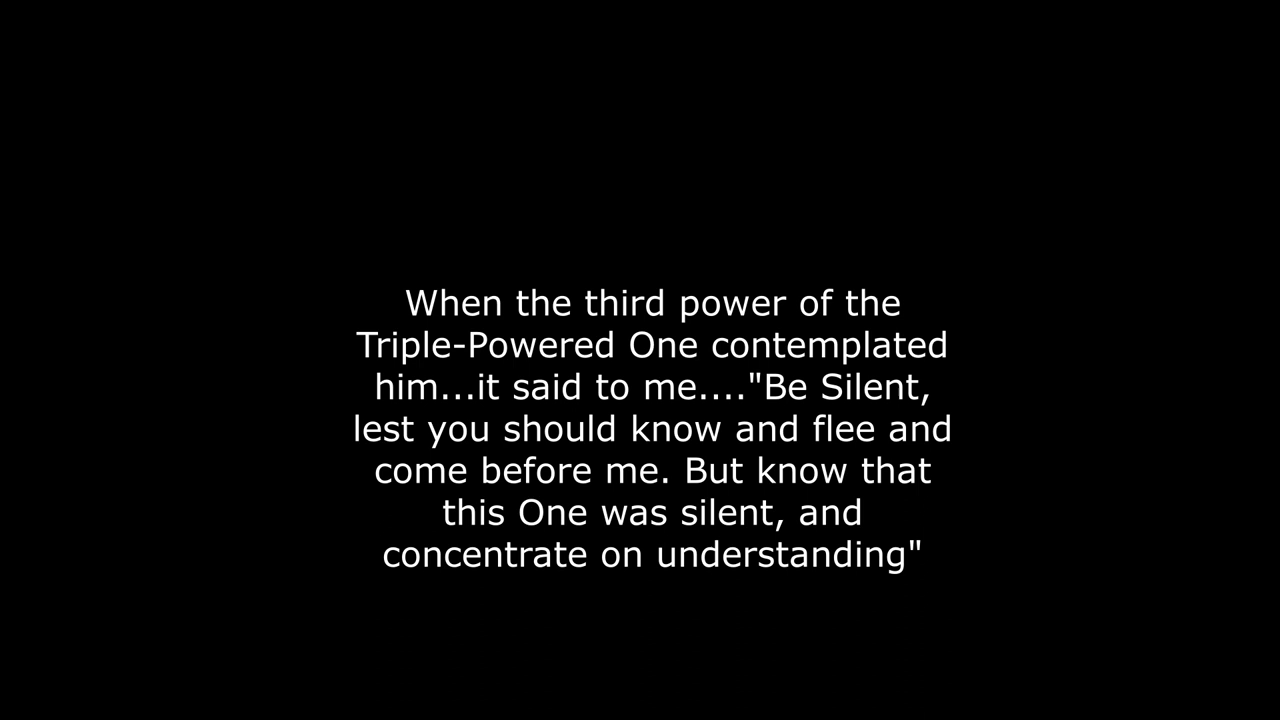 When the third power of the
Triple-Powered One contemplated
him...it said to me...."Be Silent,
lest you should know and flee and
come before me. But know that
this One was silent, and
concentrate on understanding"